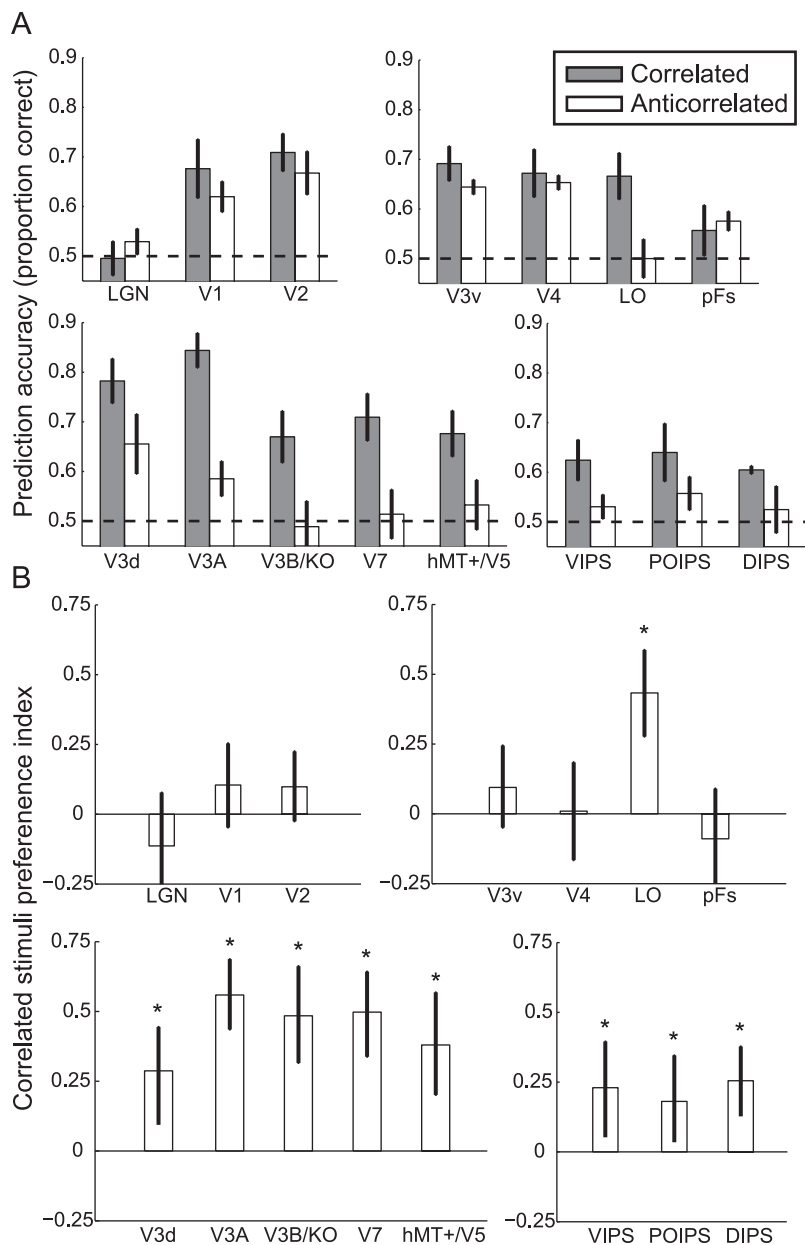 A
Prediction accuracy (proportion correct)
0.9
0.8
0.7
0.6
0.5
LGN V1 V2
0.9
0.8
0.7
0.6
0.5
V3v V4 LO pFs
Correlated
Anticorrelated
0.9
0.8
0.7
0.6
0.5
V3d V3A V3B/KO V7 hMT+/V5
0.9
0.8
0.7
0.6
0.5
VIPS POIPS DIPS
B
Correlated stimuli preferenence index
0.75
0.5
0.25
0
−0.25
LGN V1 V2
0.75
0.5
0.25
0
−0.25
*
V3v V4 LO pFs
0.75
0.5
0.25
0
−0.25
* * * * *
V3d V3A V3B/KO V7 hMT+/V5
0.75
0.5
0.25
0
−0.25
* * *
VIPS POIPS DIPS